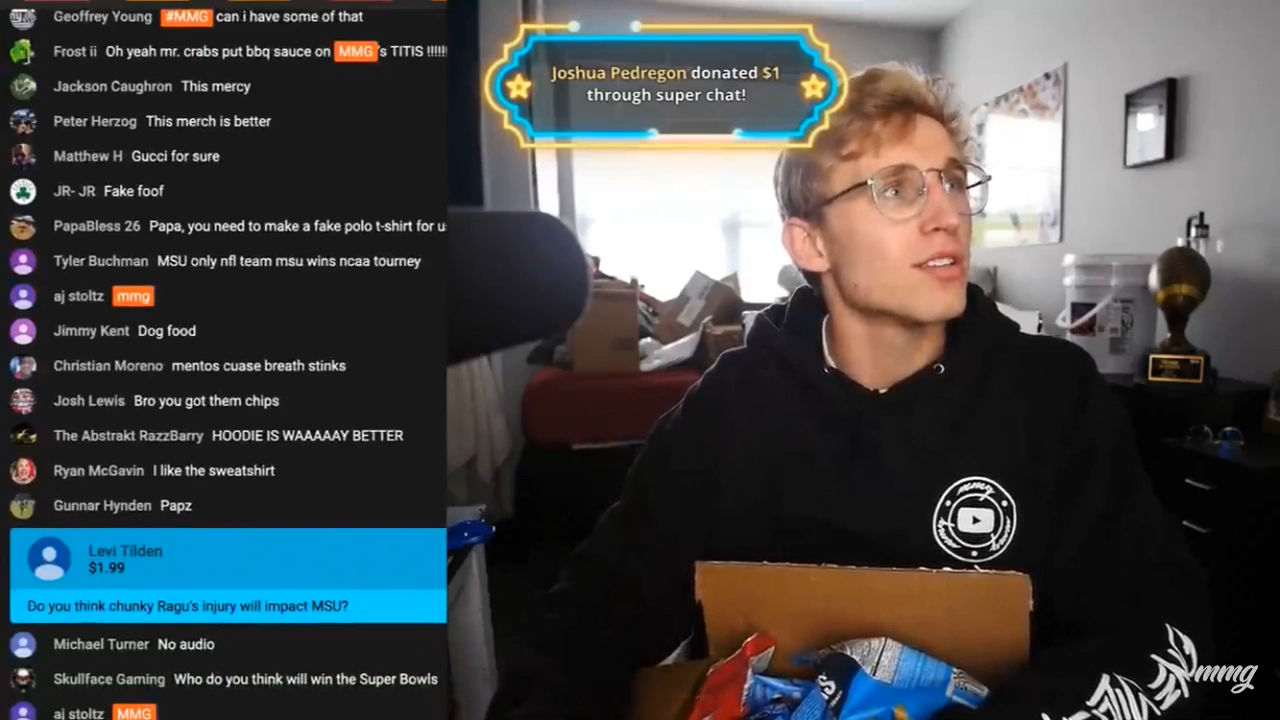 Geoffrey Young #MMG can i have some of that
Frost ii Oh yeah mr. crabs put bbq sauce on MMG's TITIS !!!!!!
Jackson Caughron This mercy
Peter Herzog This merch is better
Matthew H Gucci for sure
JR- JR Fake foof
PapaBless 26 Papa, you need to make a fake polo t-shirt for u
Tyler Buchman MSU only nfl team msu wins ncaa tourney
aj stoltz mmg
Jimmy Kent Dog food
Christian Moreno mentos cuase breath stinks
Josh Lewis Bro you got them chips
The Abstrakt RazzBarry HOODIE IS WAAAAAY BETTER
Ryan McGavin I like the sweatshirt
Gunnar Hynden Papz
Levi Tilden
$1.99
Do you think chunky Ragu's injury will impact MSU?
Michael Turner No audio
Skullface Gaming Who do you think will win the Super Bowls
aj stoltz MMG
Joshua Pedregon donated $1
through super chat!
mmg
mmg